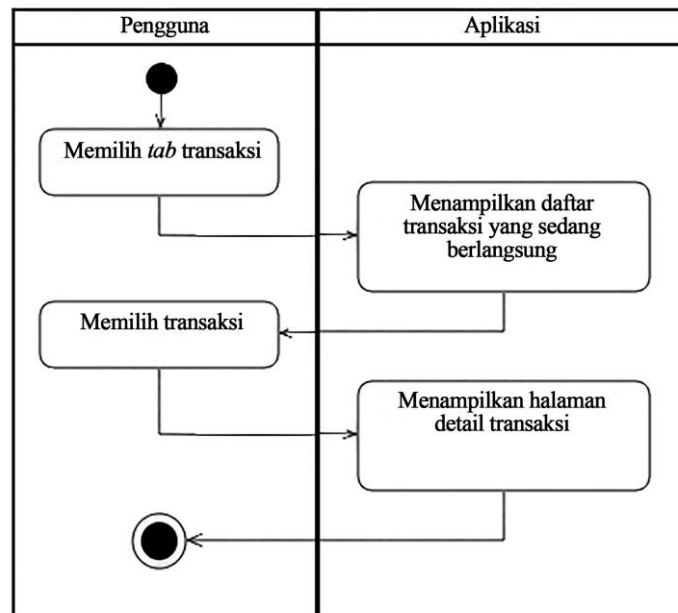 Pengguna
Aplikasi
Memilih tab transaksi
Menampilkan daftar
transaksi yang sedang
berlangsung
Memilih transaksi
Menampilkan halaman
detail transaksi